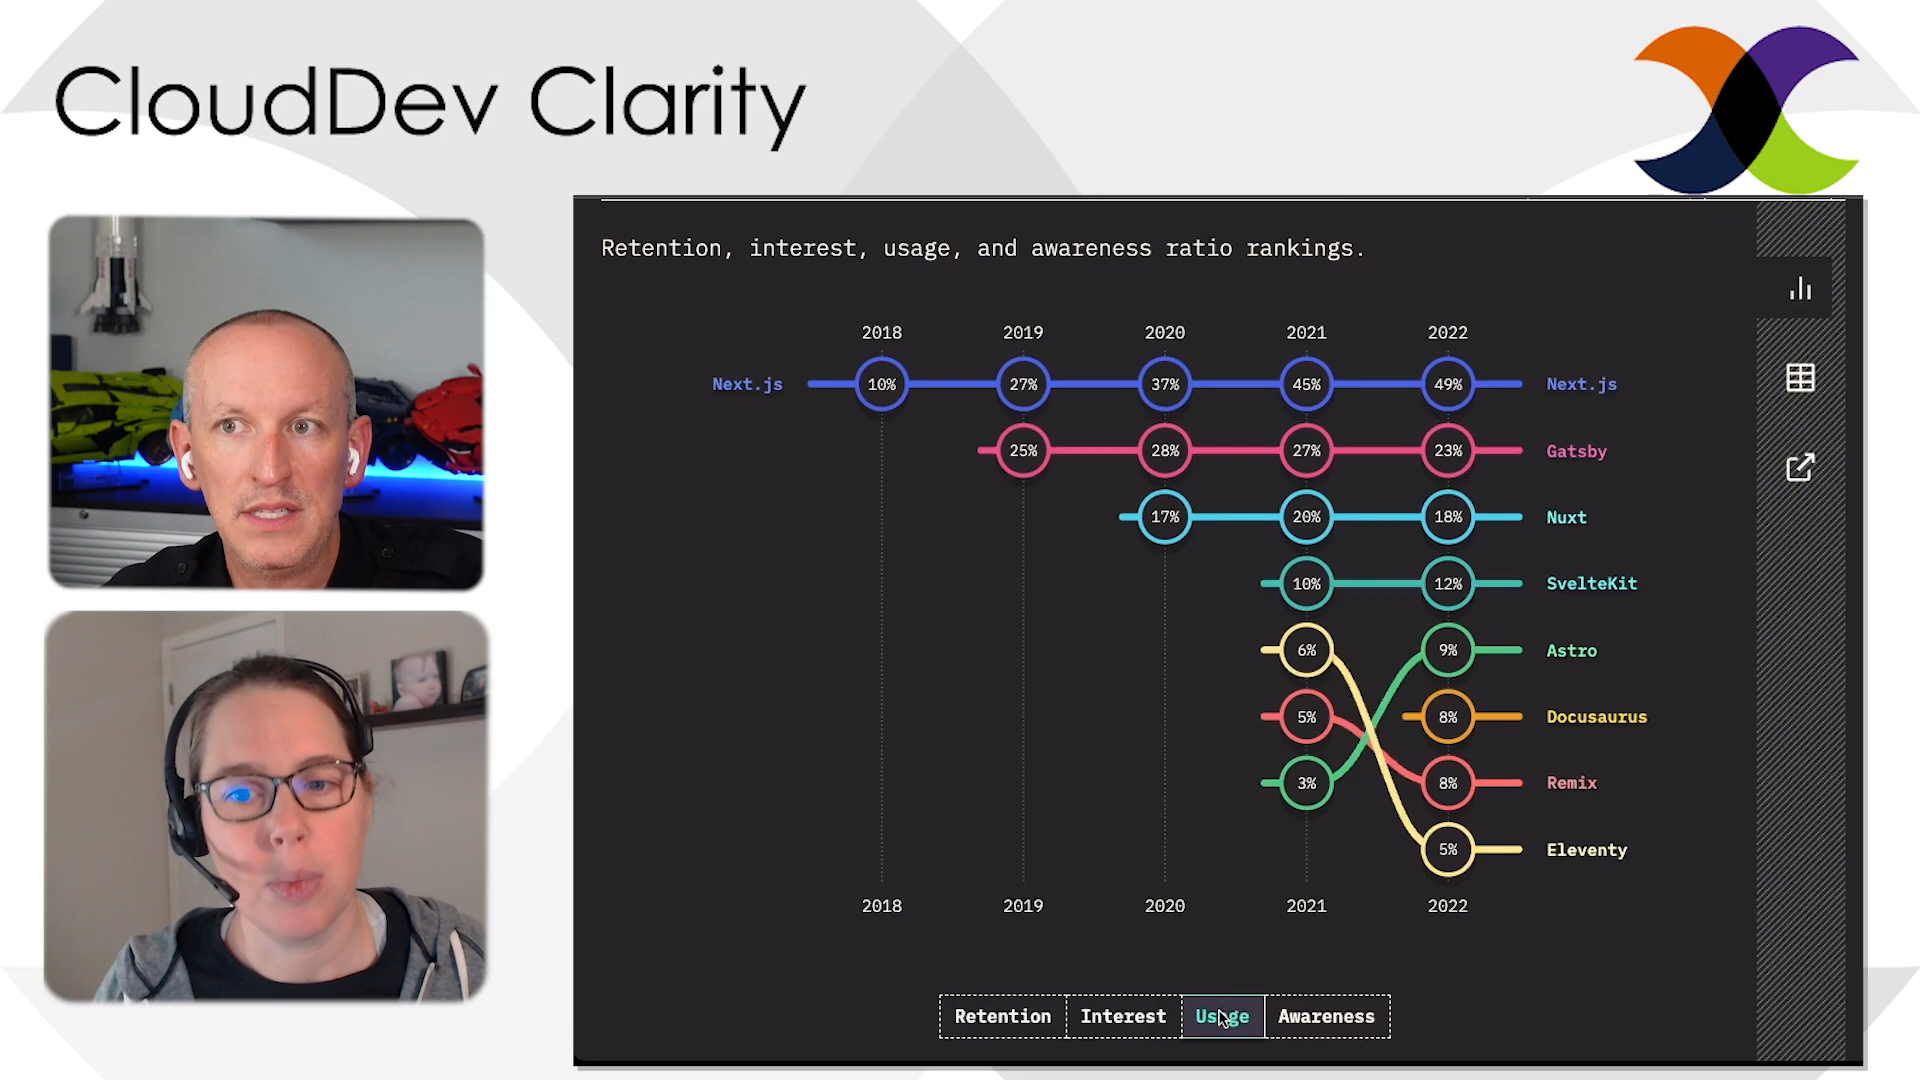 CloudDev Clarity
Retention, interest, usage, and awareness ratio rankings.
2018 2019 2020 2021 2022
Next.js 10% 27% 37% 45% 49% Next.js
25% 28% 27% 23% Gatsby
17% 20% 18% Nuxt
10% 12% SvelteKit
6% 9% Astro
5% 8% Docusaurus
3% 8% Remix
5% Eleventy
2018 2019 2020 2021 2022
Retention Interest Usage Awareness